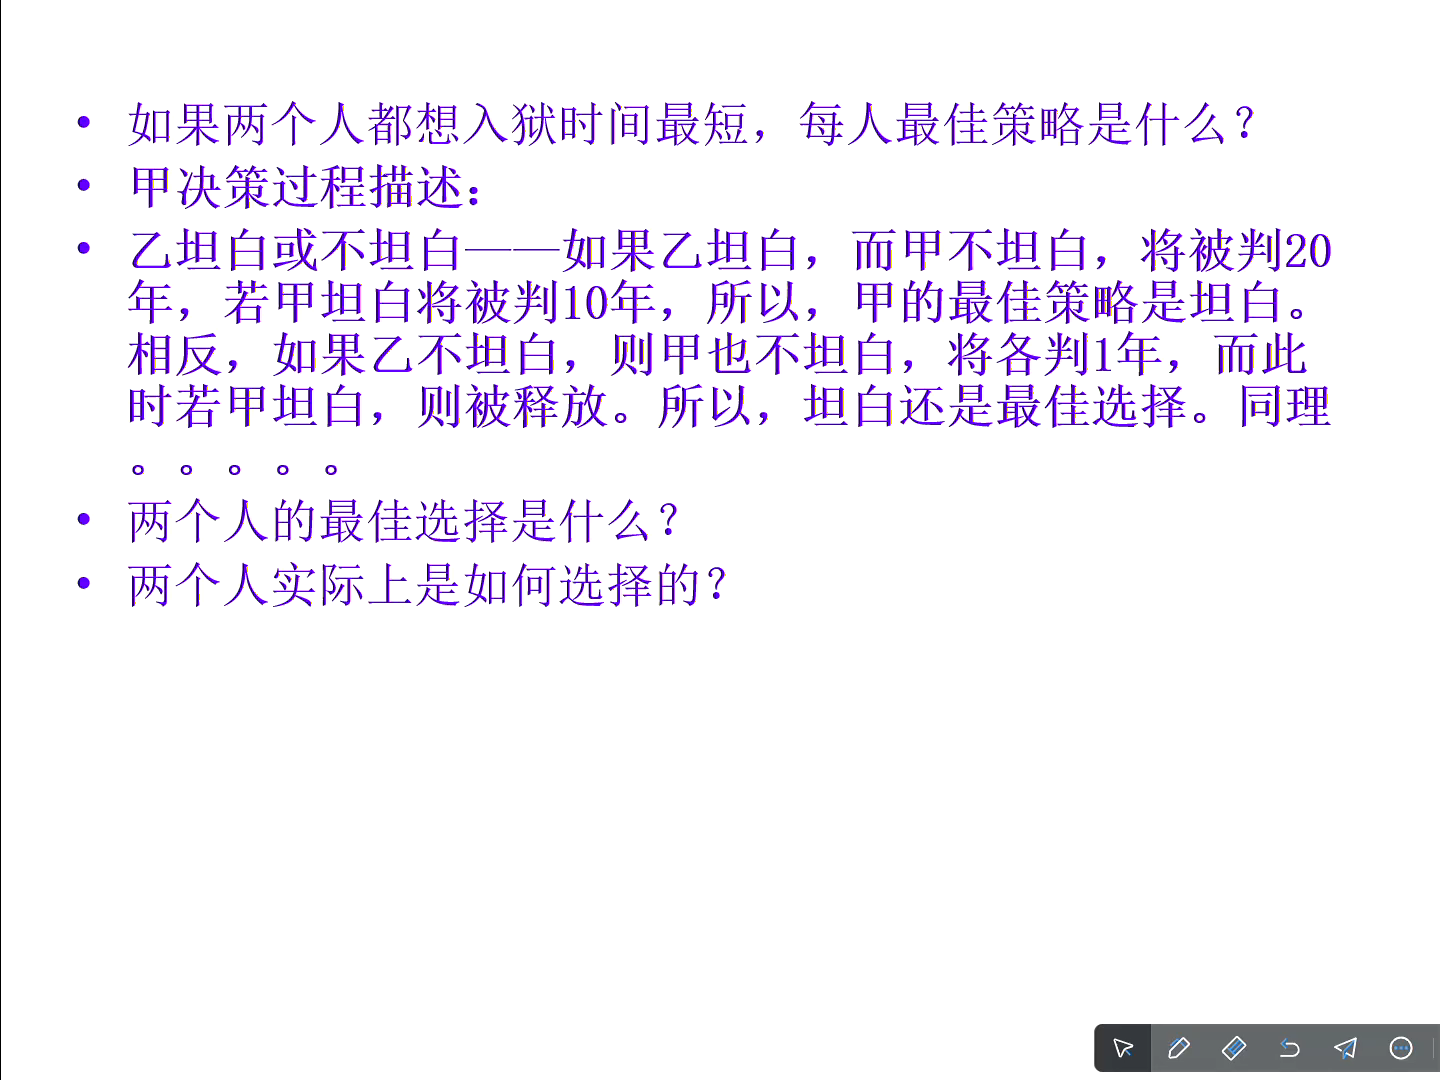 • 如果两个人都想入狱时间最短，每人最佳策略是什么？
• 甲决策过程描述：
• 乙坦白或不坦白——如果乙坦白，而甲不坦白，将被判20
年，若甲坦白将被判10年，所以，甲的最佳策略是坦白。
相反，如果乙不坦白，则甲也不坦白，将各判1年，而此
时若甲坦白，则被释放。所以，坦白还是最佳选择。同理
。。。。。
• 两个人的最佳选择是什么？
• 两个人实际上是如何选择的？